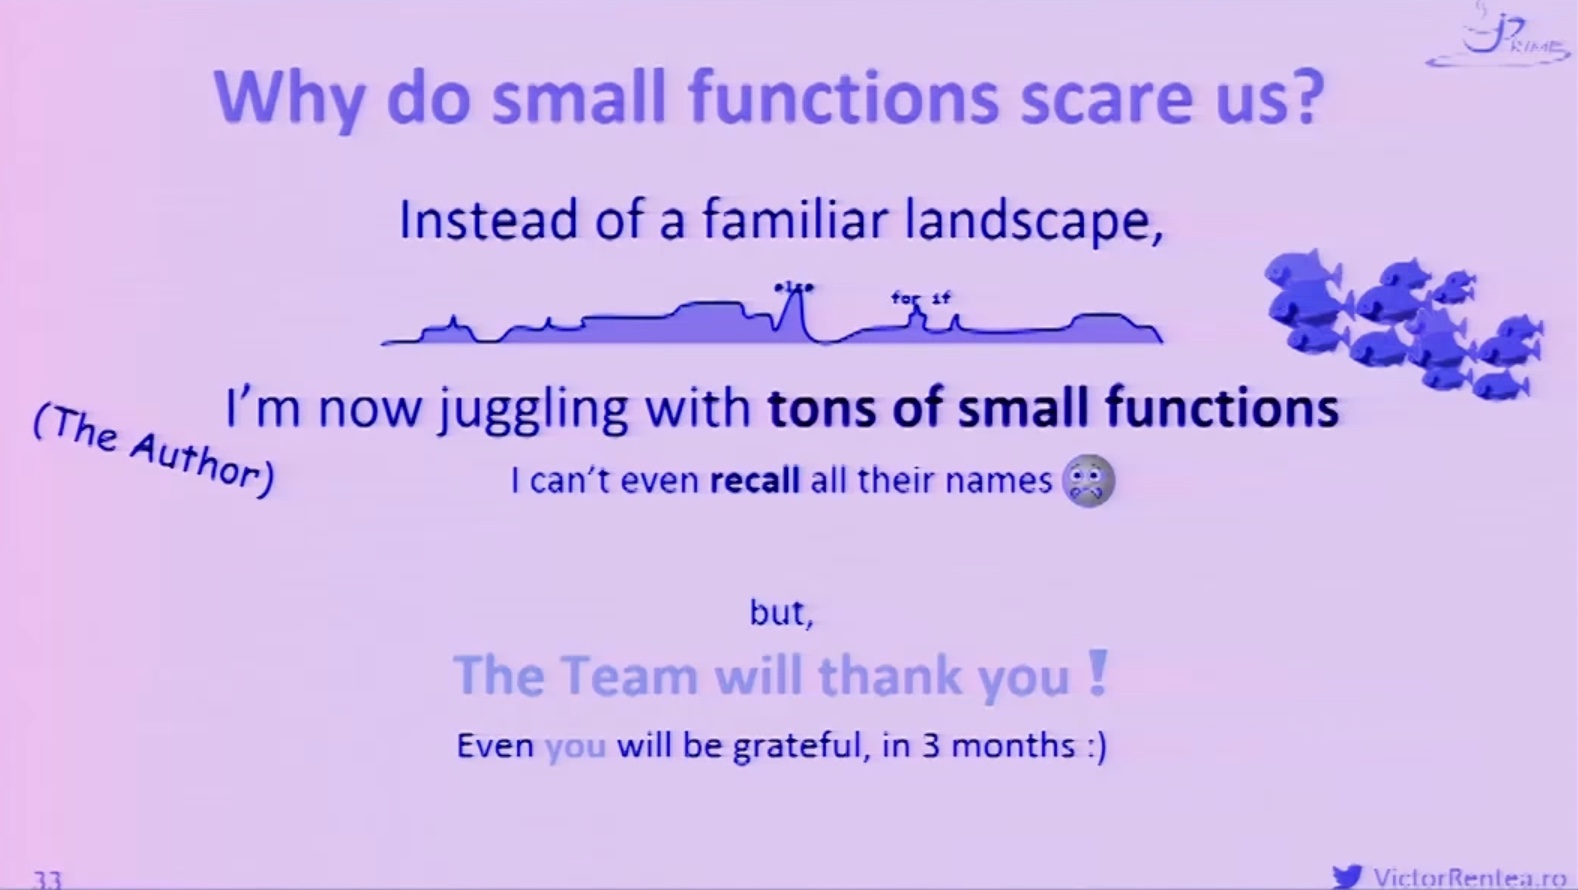 JPRIME
Why do small functions scare us?
Instead of a familiar landscape,
else
for if
I'm now juggling with tons of small functions
(The Author)
I can't even recall all their names
but,
The Team will thank you !
Even you will be grateful, in 3 months :)
33
VictorRentea.ro